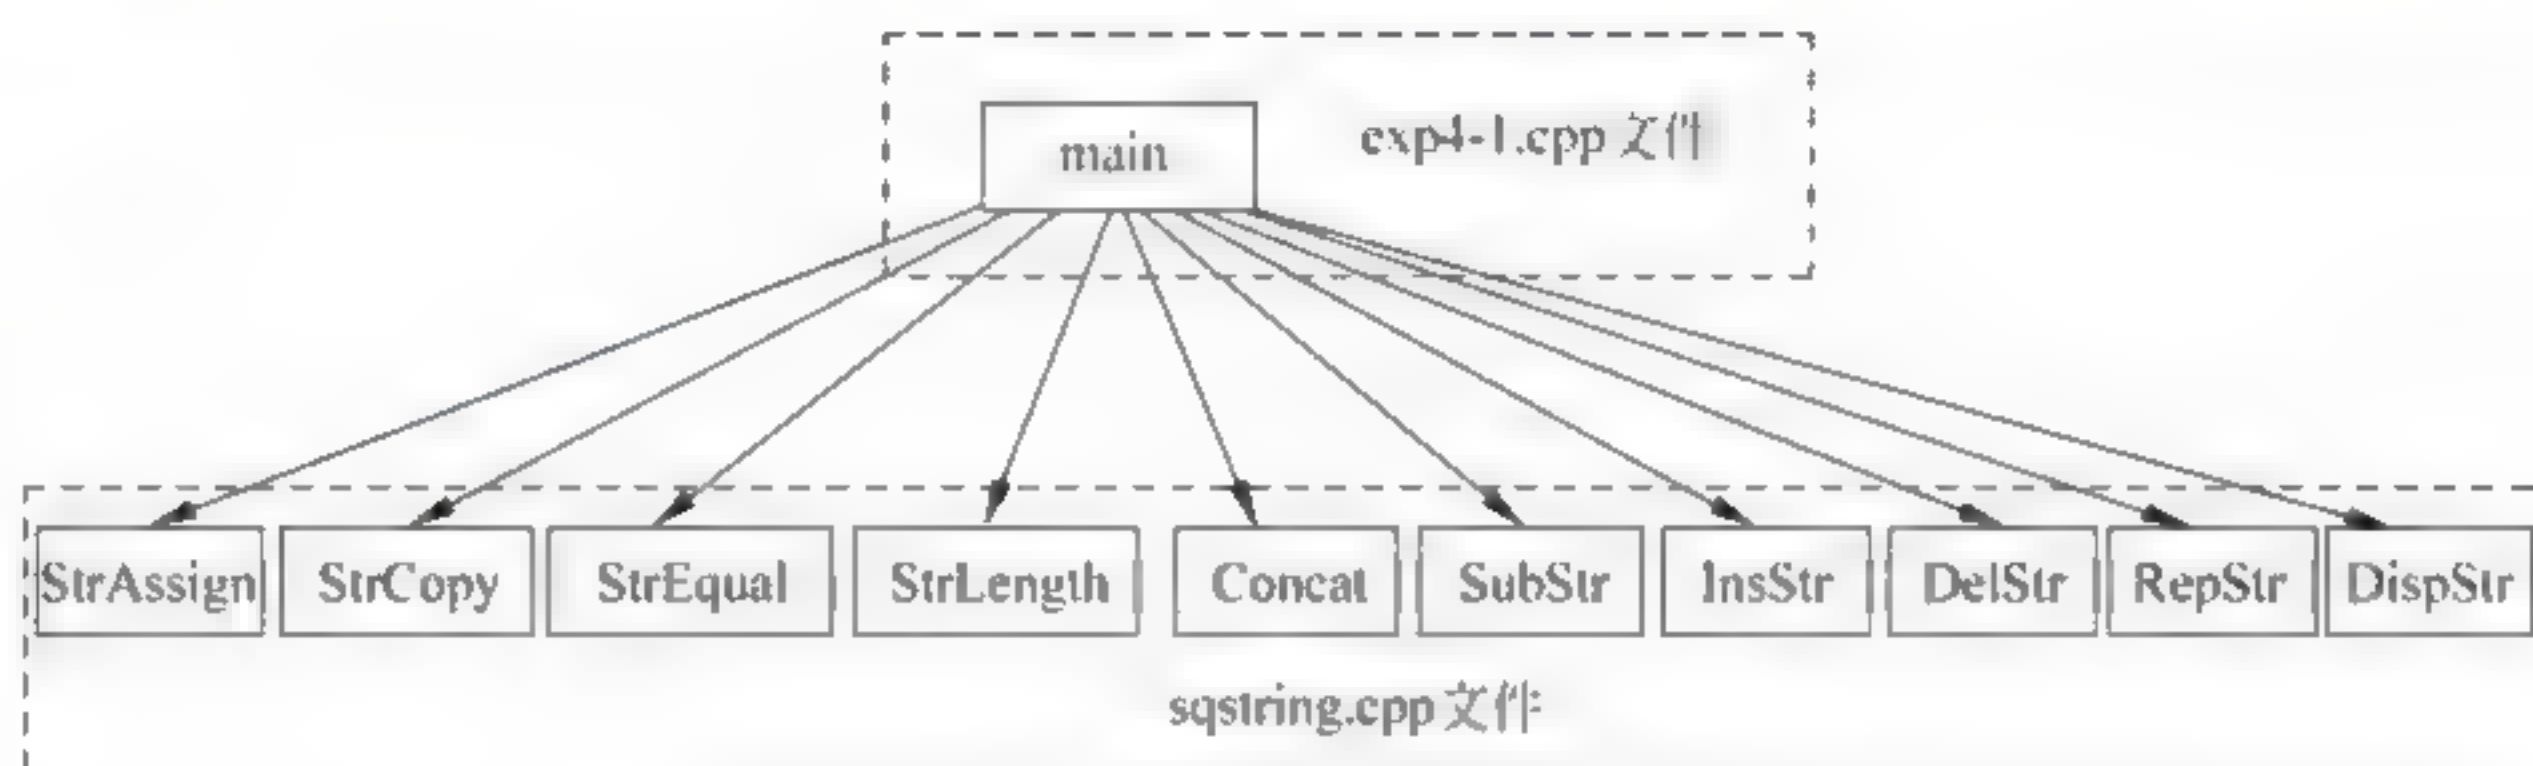 main
exp4-1.cpp 文件
StrAssign
StrCopy
StrEqual
StrLength
Concat
SubStr
InsStr
DelStr
RepStr
DispStr
sqstring.cpp 文件